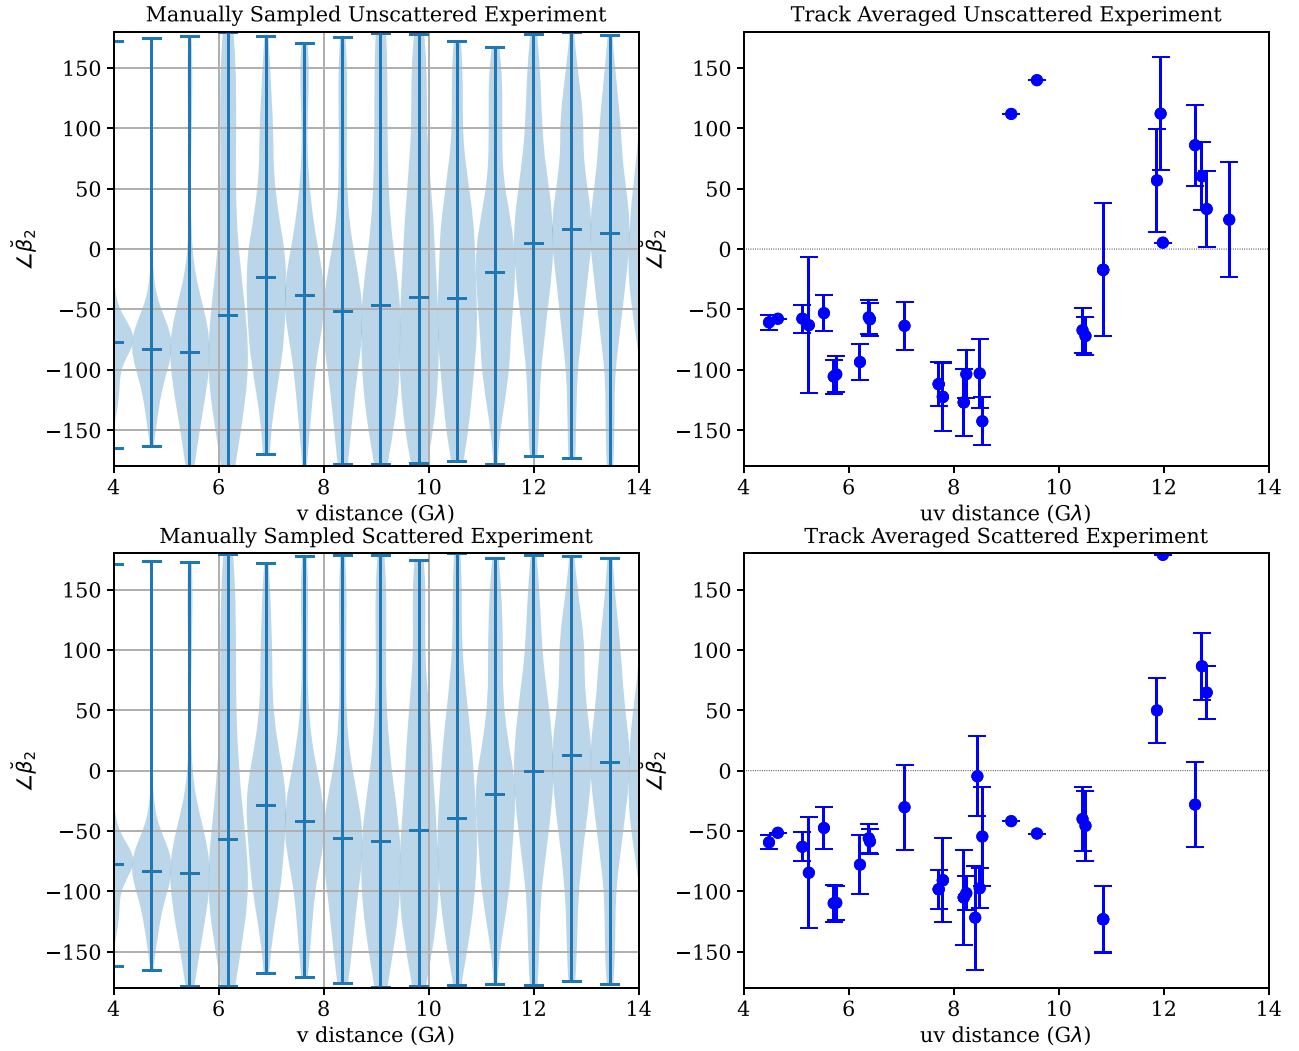 Manually Sampled Unscattered Experiment
150
100
50
0
−50
−100
−150
∠β̆₂
4 6 8 10 12 14
v distance (Gλ)
Track Averaged Unscattered Experiment
150
100
50
0
−50
−100
−150
∠β̆₂
4 6 8 10 12 14
uv distance (Gλ)
Manually Sampled Scattered Experiment
150
100
50
0
−50
−100
−150
∠β̆₂
4 6 8 10 12 14
v distance (Gλ)
Track Averaged Scattered Experiment
150
100
50
0
−50
−100
−150
∠β̆₂
4 6 8 10 12 14
uv distance (Gλ)